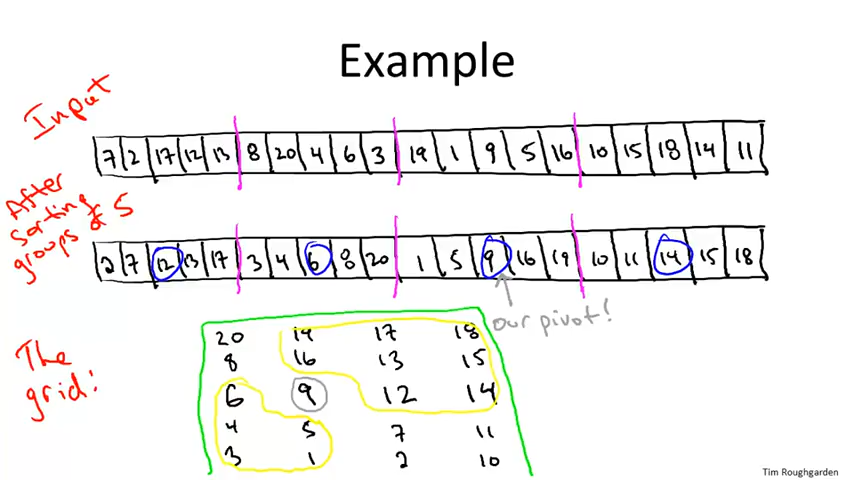 Example
Input
7 2 17 12 13 8 20 4 6 3 19 1 9 5 16 10 15 18 14 11
After
sorting
groups of 5
2 7 12 13 17 3 4 6 8 20 1 5 9 16 19 10 11 14 15 18
our pivot!
The
grid:
20 19 17 18
8 16 13 15
6 9 12 14
4 5 7 11
3 1 2 10
Tim Roughgarden